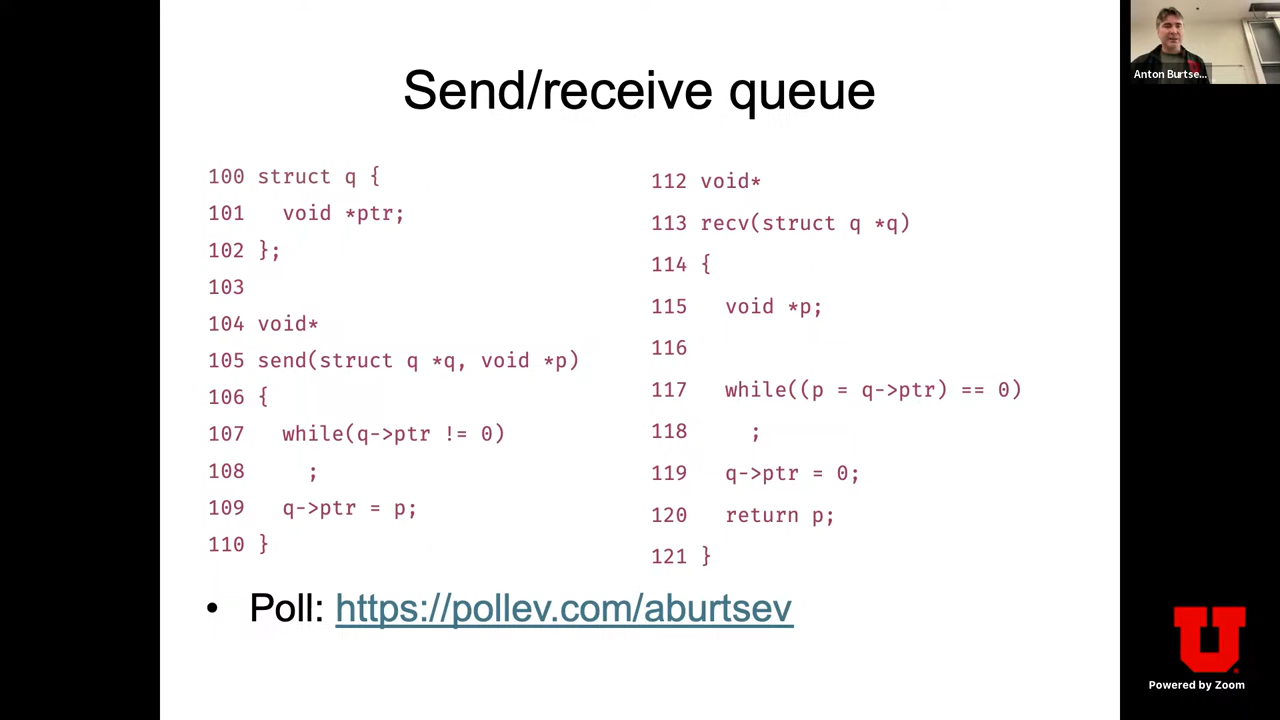 Send/receive queue
100 struct q {
101   void *ptr;
102 };
103
104 void*
105 send(struct q *q, void *p)
106 {
107   while(q->ptr != 0)
108     ;
109   q->ptr = p;
110 }
112 void*
113 recv(struct q *q)
114 {
115   void *p;
116
117   while((p = q->ptr) == 0)
118     ;
119   q->ptr = 0;
120   return p;
121 }
• Poll: https://pollev.com/aburtsev
Anton Burtse...
U
Powered by Zoom